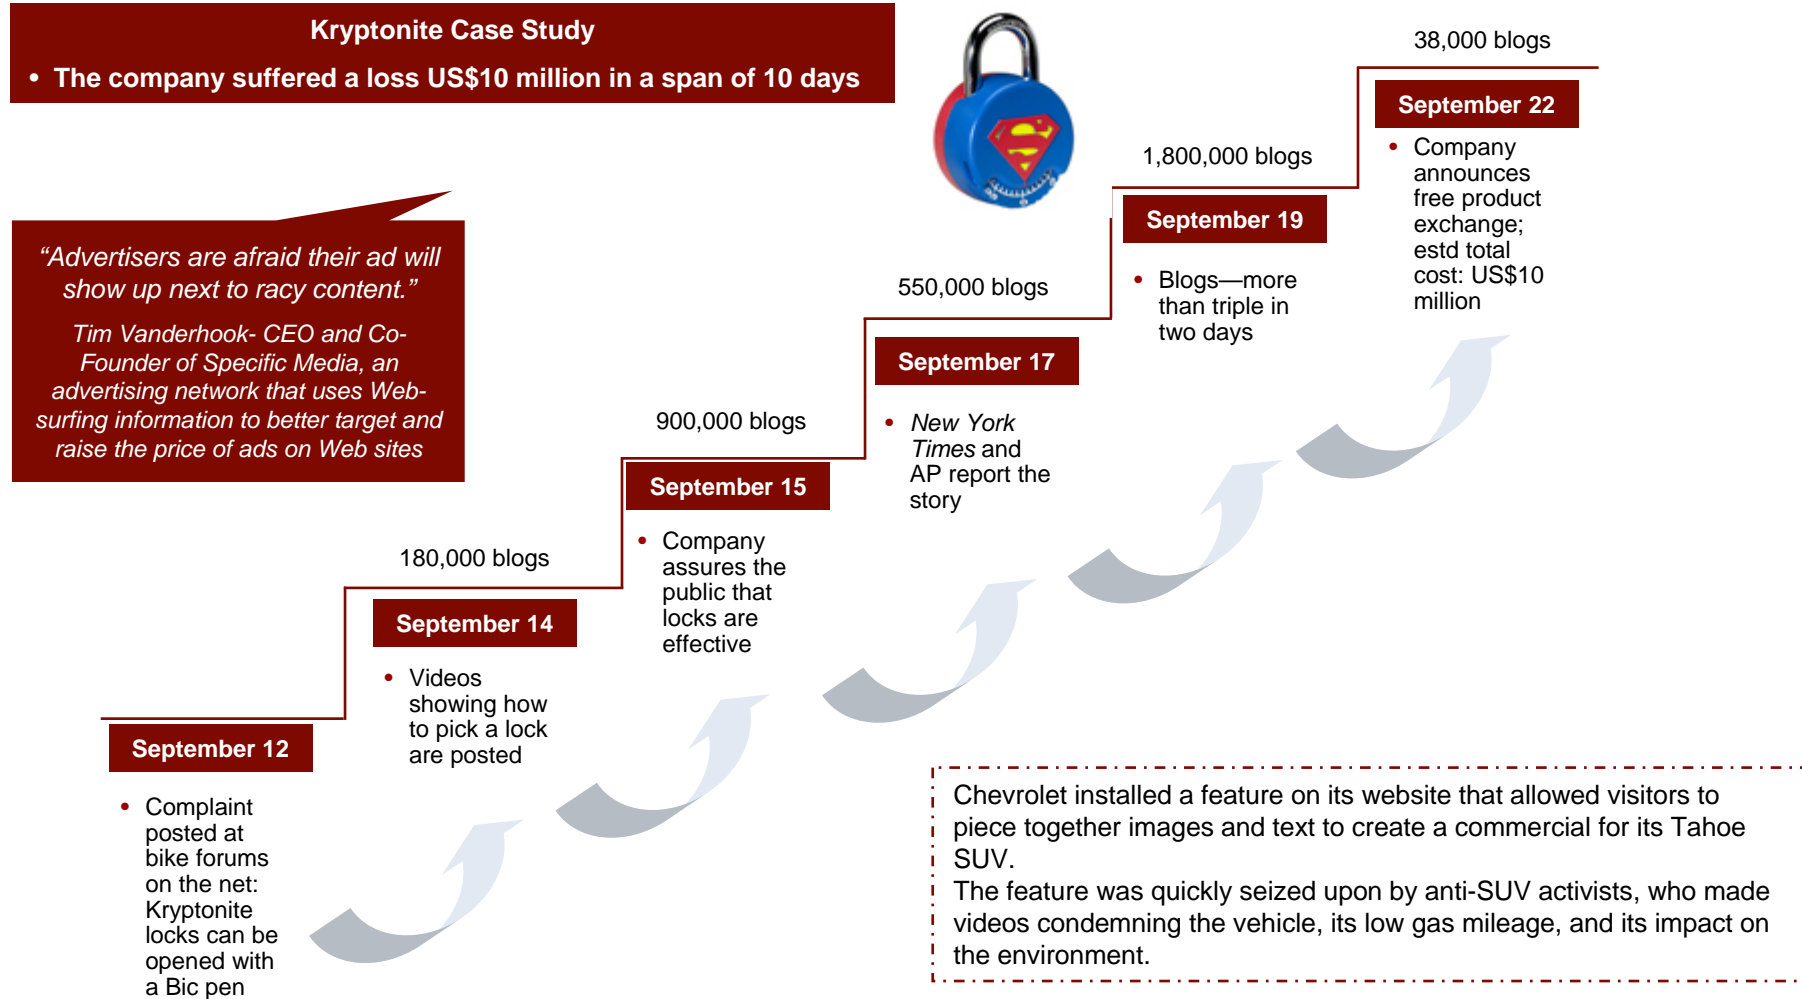 Kryptonite Case Study
• The company suffered a loss US$10 million in a span of 10 days
“Advertisers are afraid their ad will
show up next to racy content.”
Tim Vanderhook- CEO and Co-
Founder of Specific Media, an
advertising network that uses Web-
surfing information to better target and
raise the price of ads on Web sites
September 12
• Complaint
posted at
bike forums
on the net:
Kryptonite
locks can be
opened with
a Bic pen
180,000 blogs
September 14
• Videos
showing how
to pick a lock
are posted
900,000 blogs
September 15
• Company
assures the
public that
locks are
effective
550,000 blogs
September 17
• New York
Times and
AP report the
story
1,800,000 blogs
September 19
• Blogs—more
than triple in
two days
38,000 blogs
September 22
• Company
announces
free product
exchange;
estd total
cost: US$10
million
Chevrolet installed a feature on its website that allowed visitors to
piece together images and text to create a commercial for its Tahoe
SUV.
The feature was quickly seized upon by anti-SUV activists, who made
videos condemning the vehicle, its low gas mileage, and its impact on
the environment.